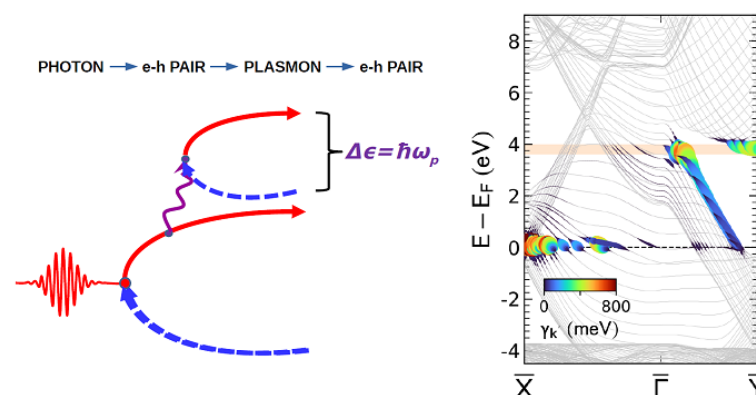 PHOTON → e-h PAIR → PLASMON → e-h PAIR
Δϵ=ℏω_p
E − E_F (eV)
8
6
4
2
0
-2
-4
0 800
γ_k (meV)
X̅ Γ̅